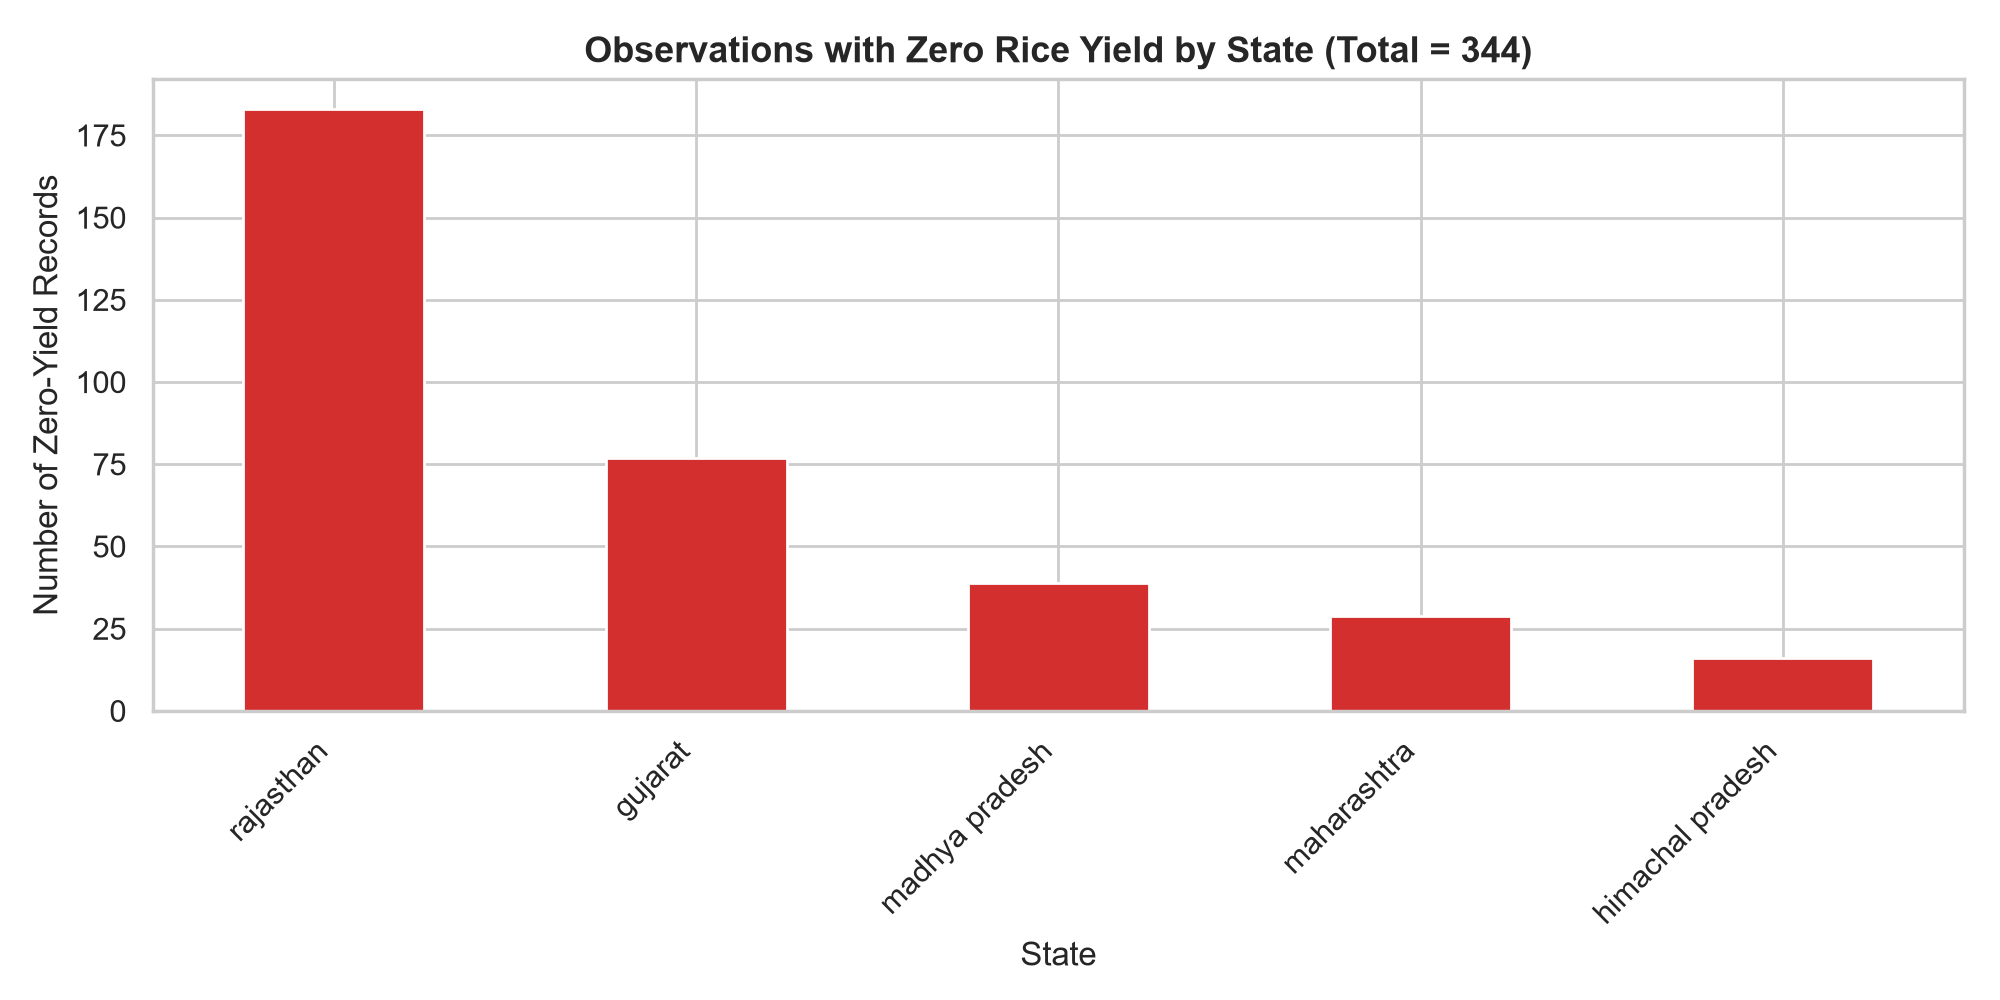 Observations with Zero Rice Yield by State (Total = 344)
Number of Zero-Yield Records
175
150
125
100
75
50
25
0
rajasthan
gujarat
madhya pradesh
maharashtra
himachal pradesh
State